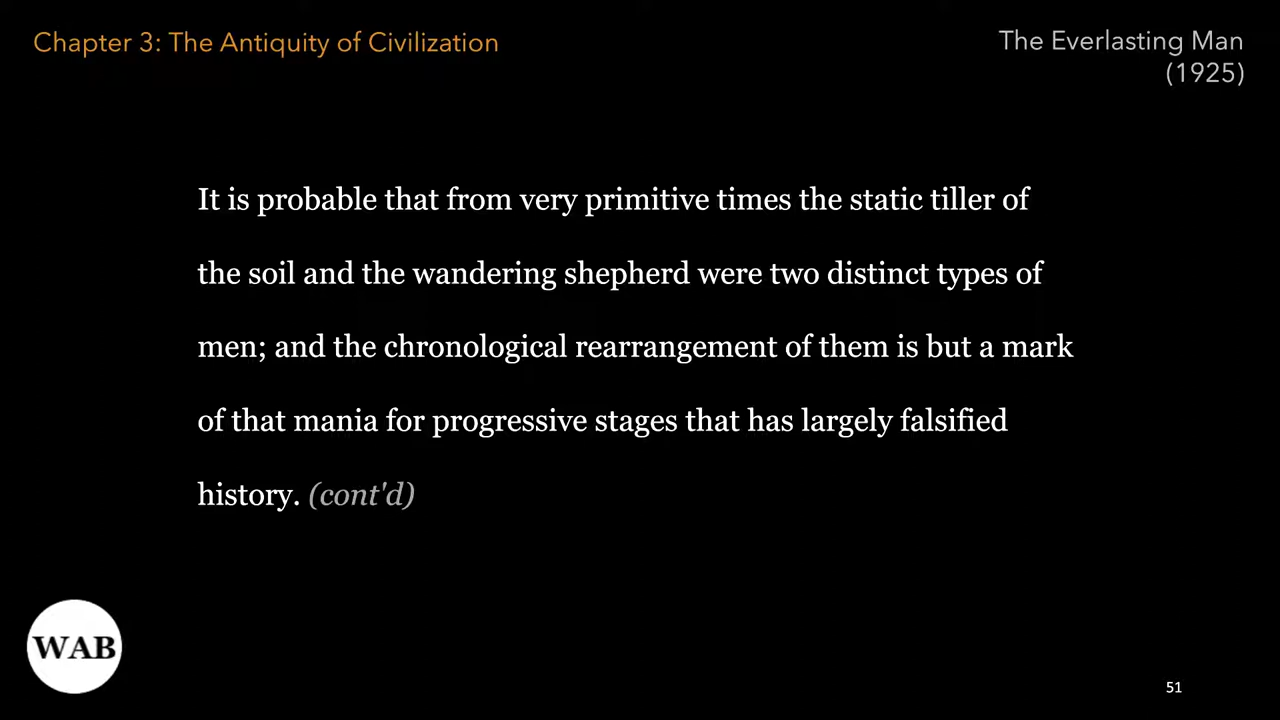 Chapter 3: The Antiquity of Civilization
The Everlasting Man
(1925)
It is probable that from very primitive times the static tiller of
the soil and the wandering shepherd were two distinct types of
men; and the chronological rearrangement of them is but a mark
of that mania for progressive stages that has largely falsified
history. (cont'd)
WAB
51